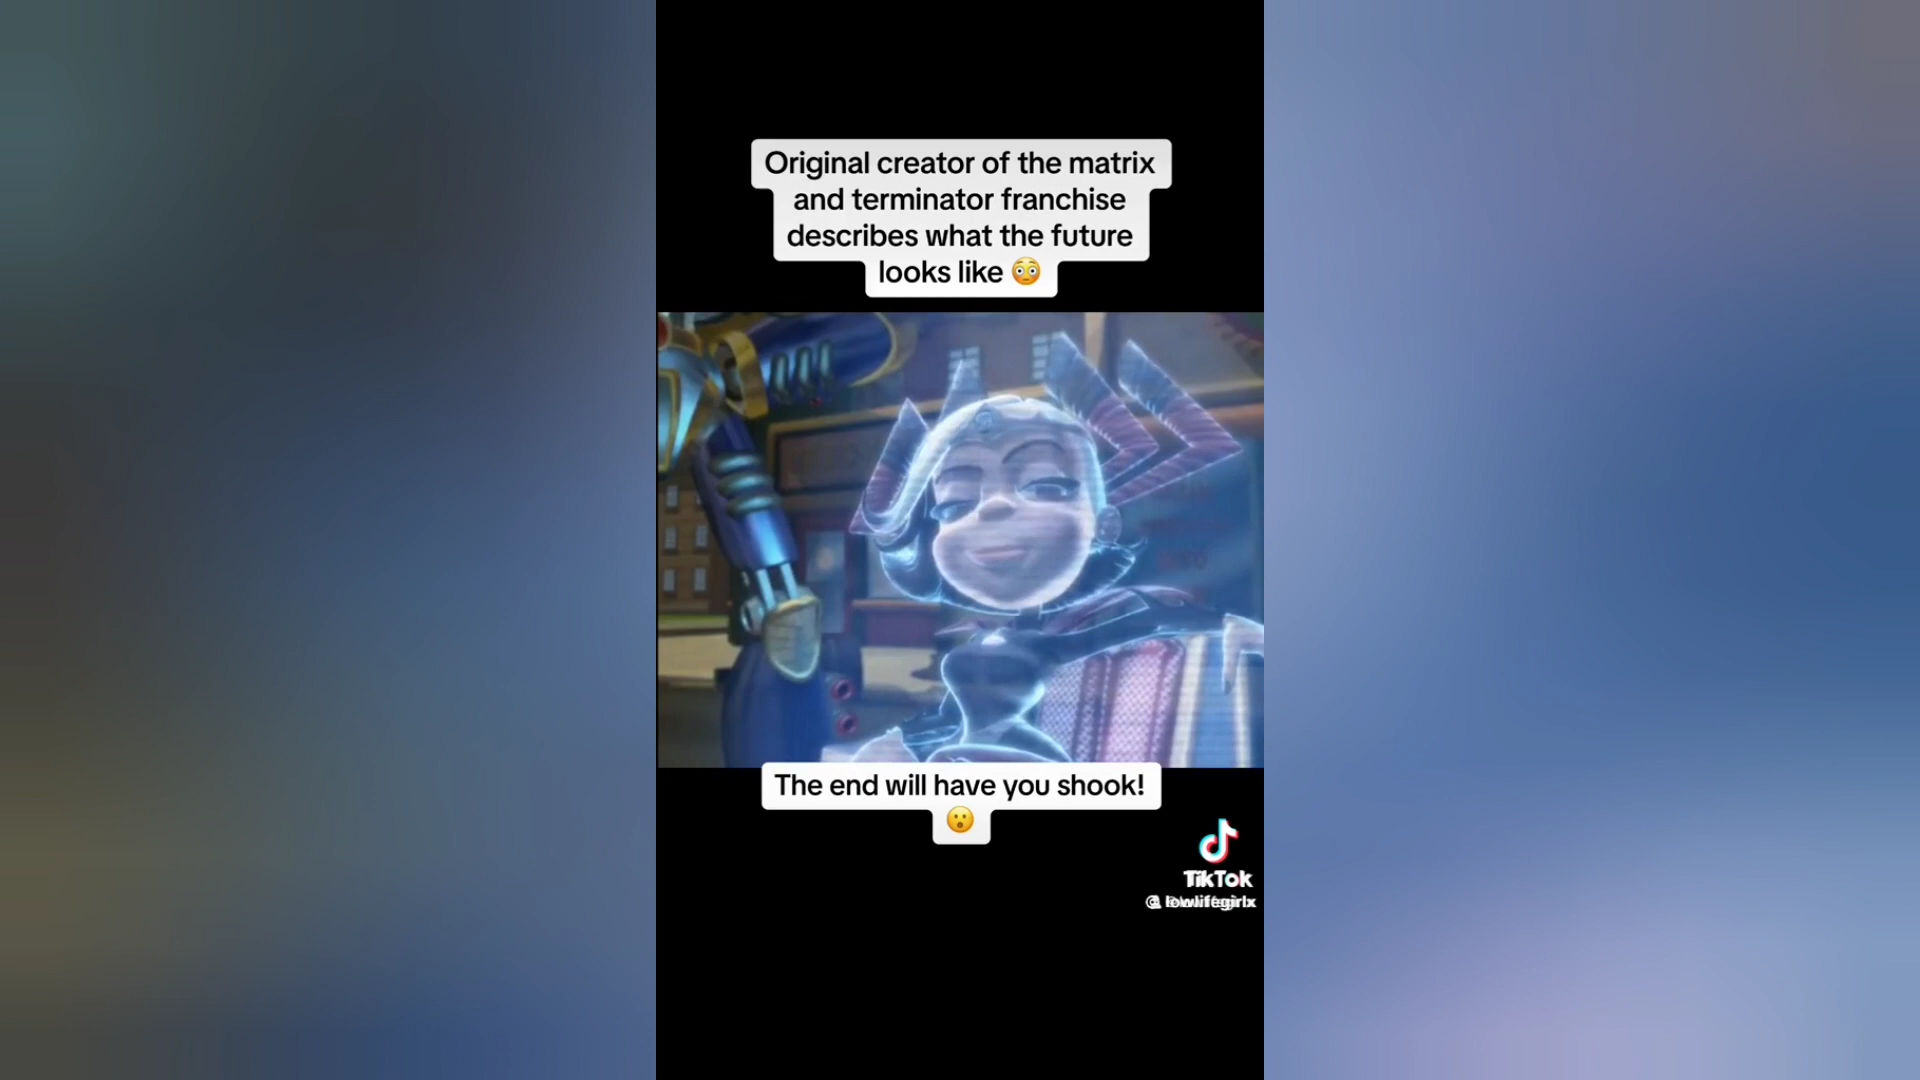 Original creator of the matrix
and terminator franchise
describes what the future
looks like 😳
The end will have you shook!
😮
TikTok
lowlifegirlx